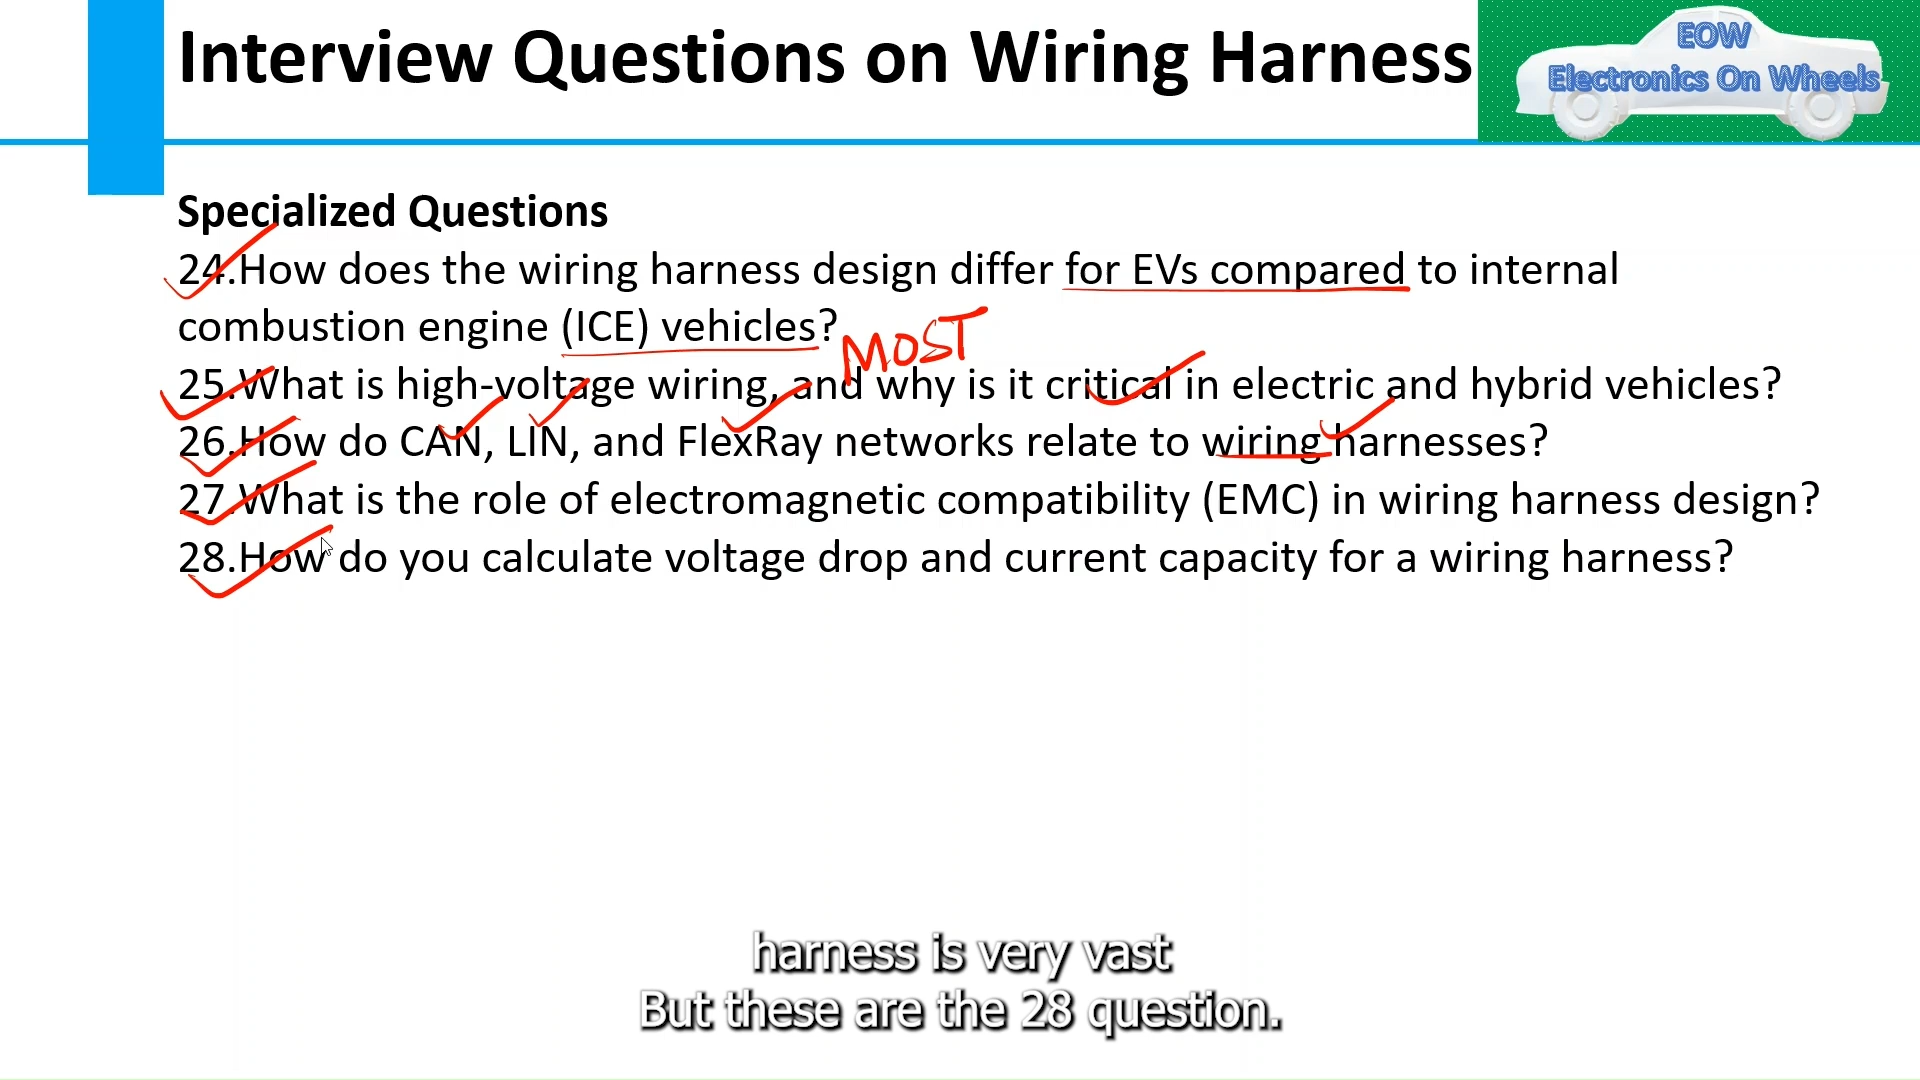 Interview Questions on Wiring Harness
EOW
Electronics On Wheels
Specialized Questions
24.How does the wiring harness design differ for EVs compared to internal
combustion engine (ICE) vehicles?
MOST
25.What is high-voltage wiring, and why is it critical in electric and hybrid vehicles?
26.How do CAN, LIN, and FlexRay networks relate to wiring harnesses?
27.What is the role of electromagnetic compatibility (EMC) in wiring harness design?
28.How do you calculate voltage drop and current capacity for a wiring harness?
harness is very vast
But these are the 28 question.